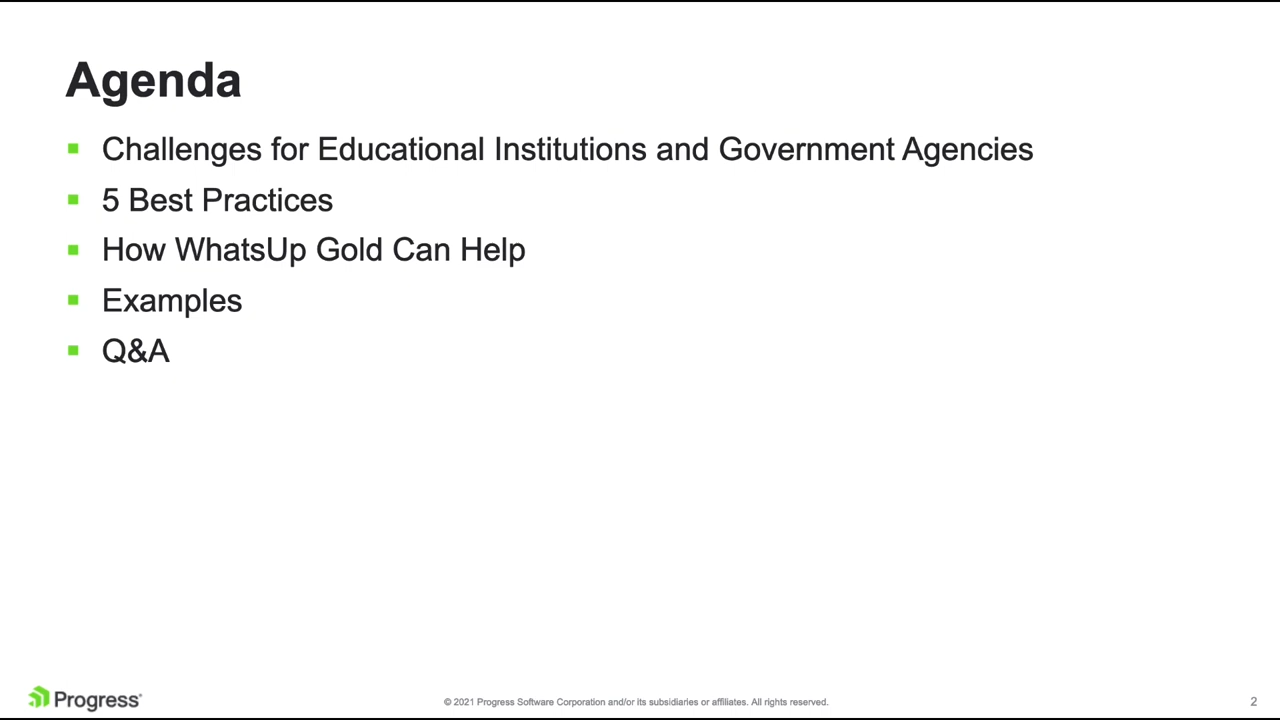 Agenda
Challenges for Educational Institutions and Government Agencies
5 Best Practices
How WhatsUp Gold Can Help
Examples
Q&A
Progress®
© 2021 Progress Software Corporation and/or its subsidiaries or affiliates. All rights reserved.
2